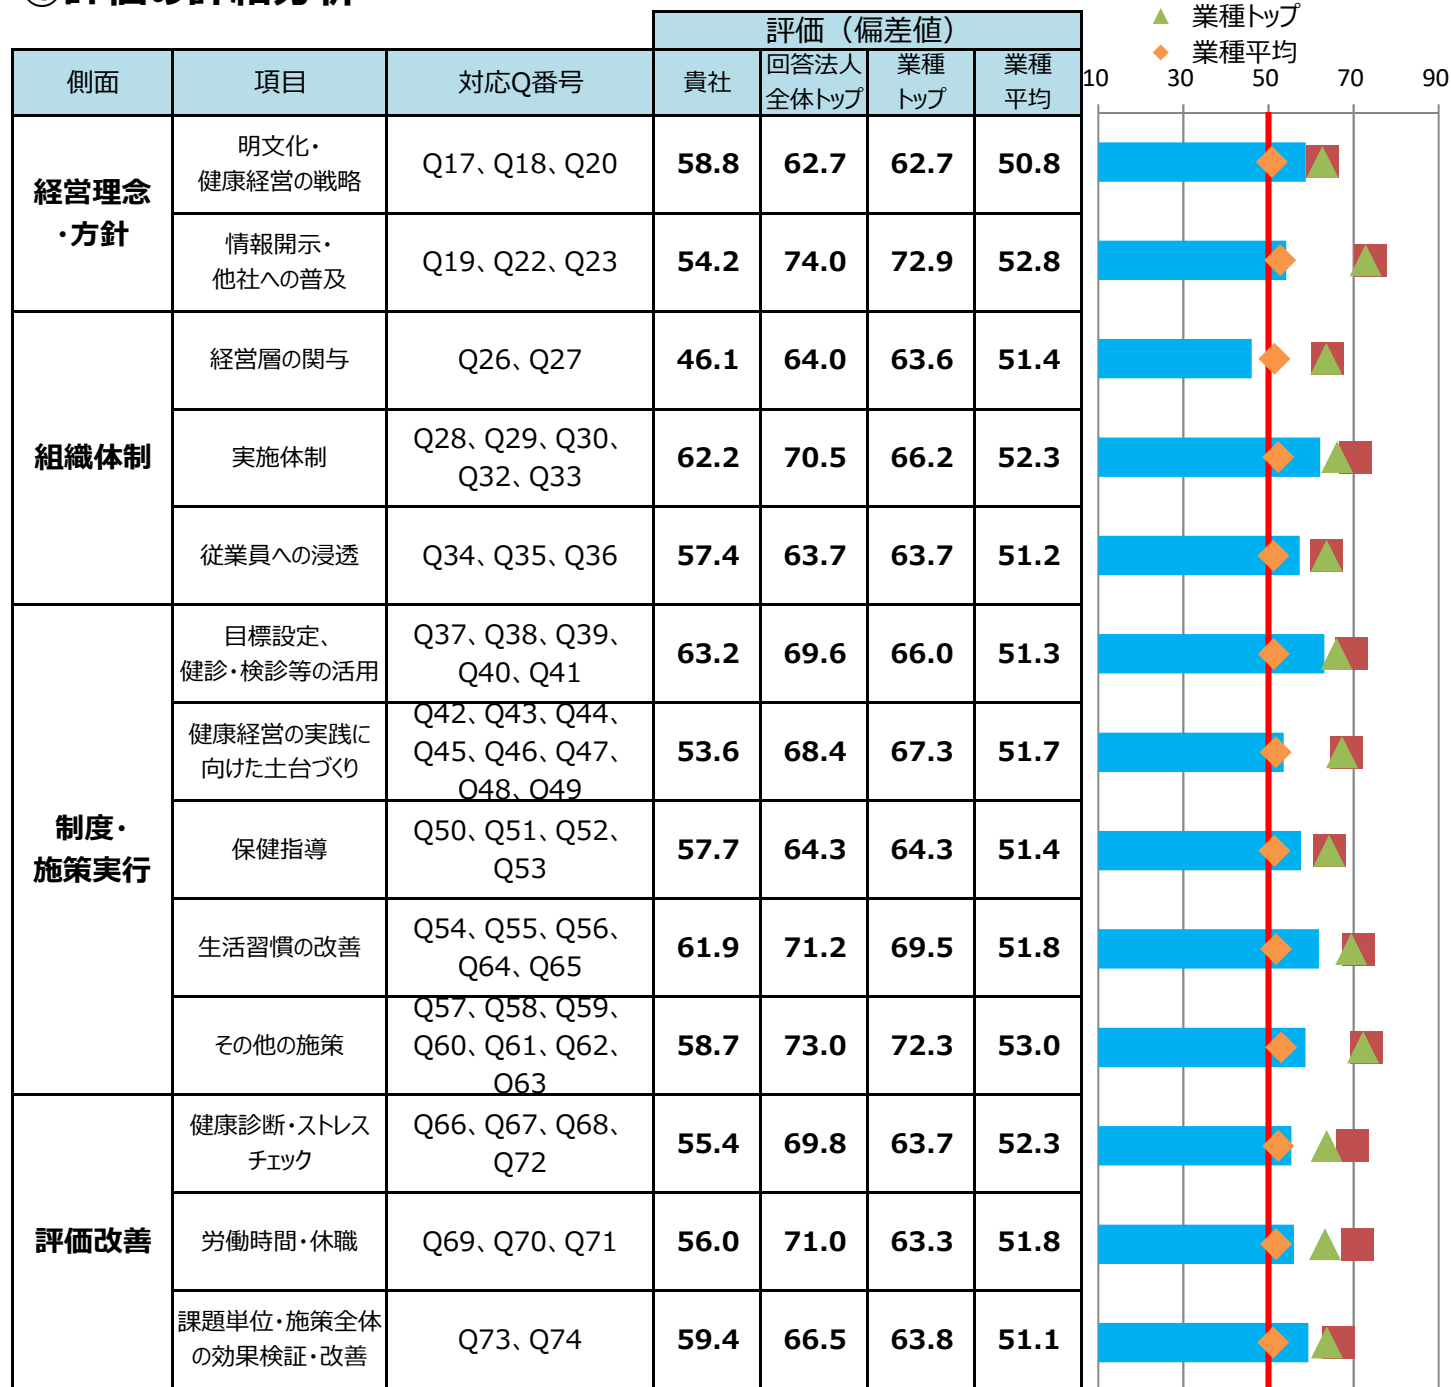 ②評価の詳細分析
▲ 業種トップ
◆ 業種平均
10 30 50 70 90
評価（偏差値）
側面 項目 対応Q番号 貴社 回答法人 業種 業種
全体トップ トップ 平均
経営理念
・方針
明文化・
健康経営の戦略
Q17、Q18、Q20 58.8 62.7 62.7 50.8
情報開示・
他社への普及
Q19、Q22、Q23 54.2 74.0 72.9 52.8
組織体制
経営層の関与 Q26、Q27 46.1 64.0 63.6 51.4
実施体制
Q28、Q29、Q30、
Q32、Q33
62.2 70.5 66.2 52.3
従業員への浸透 Q34、Q35、Q36 57.4 63.7 63.7 51.2
制度・
施策実行
目標設定、
健診・検診等の活用
Q37、Q38、Q39、
Q40、Q41
63.2 69.6 66.0 51.3
健康経営の実践に
向けた土台づくり
Q42、Q43、Q44、
Q45、Q46、Q47、
Q48、Q49
53.6 68.4 67.3 51.7
保健指導
Q50、Q51、Q52、
Q53
57.7 64.3 64.3 51.4
生活習慣の改善
Q54、Q55、Q56、
Q64、Q65
61.9 71.2 69.5 51.8
その他の施策
Q57、Q58、Q59、
Q60、Q61、Q62、
Q63
58.7 73.0 72.3 53.0
評価改善
健康診断・ストレス
チェック
Q66、Q67、Q68、
Q72
55.4 69.8 63.7 52.3
労働時間・休職 Q69、Q70、Q71 56.0 71.0 63.3 51.8
課題単位・施策全体
の効果検証・改善
Q73、Q74 59.4 66.5 63.8 51.1